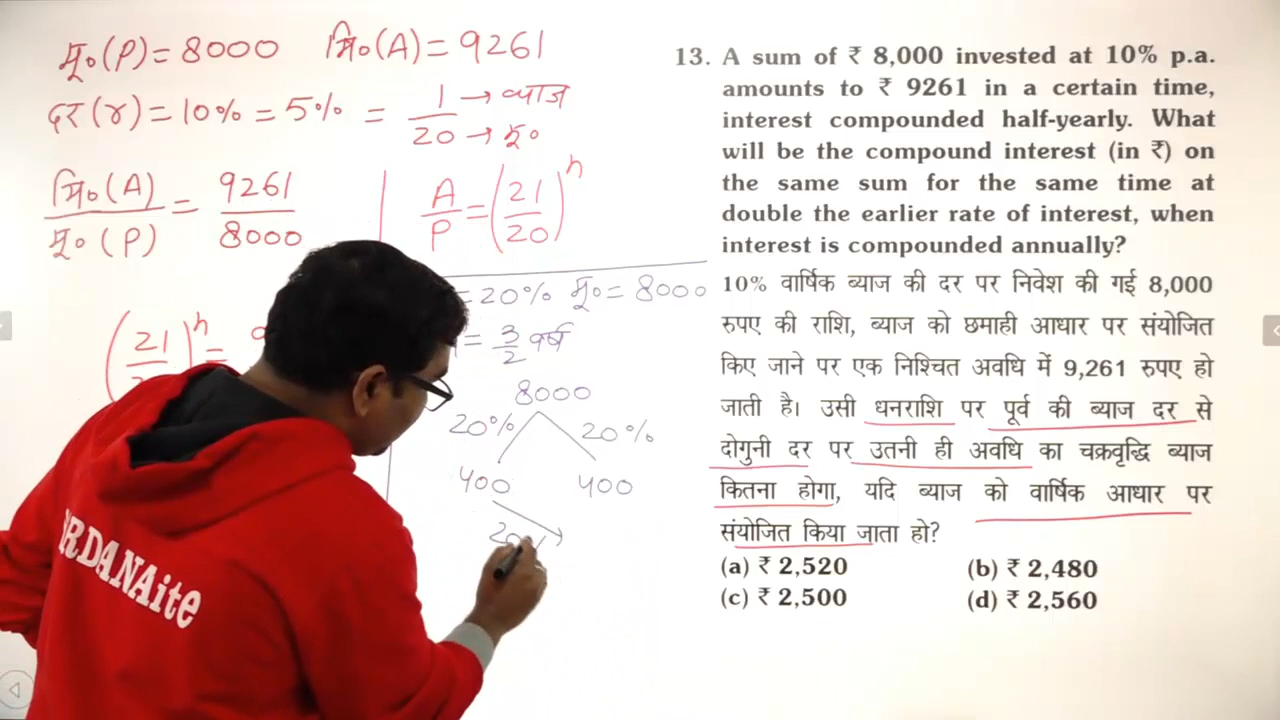 मू०(P) = 8000 मि०(A) = 9261
दर(r) = 10% = 5% = 1/20 → व्याज
→ मू०
मि०(A)/मू०(P) = 9261/8000
A/P = (21/20)^n
= 20% मू० = 8000
= 3/2 वर्ष
(21/2)^n = 9
8000
20% 20%
400 400
20%
IRDANAite
13. A sum of ₹ 8,000 invested at 10% p.a.
amounts to ₹ 9261 in a certain time,
interest compounded half-yearly. What
will be the compound interest (in ₹) on
the same sum for the same time at
double the earlier rate of interest, when
interest is compounded annually?
10% वार्षिक ब्याज की दर पर निवेश की गई 8,000
रुपए की राशि, ब्याज को छमाही आधार पर संयोजित
किए जाने पर एक निश्चित अवधि में 9,261 रुपए हो
जाती है। उसी धनराशि पर पूर्व की ब्याज दर से
दोगुनी दर पर उतनी ही अवधि का चक्रवृद्धि ब्याज
कितना होगा, यदि ब्याज को वार्षिक आधार पर
संयोजित किया जाता हो?
(a) ₹ 2,520 (b) ₹ 2,480
(c) ₹ 2,500 (d) ₹ 2,560